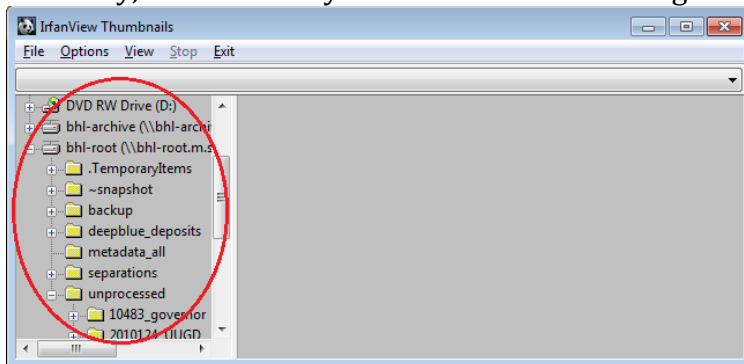 IrfanView Thumbnails
File Options View Stop Exit
DVD RW Drive (D:)
bhl-archive (\\bhl-archi
bhl-root (\\bhl-root.m.s
.TemporaryItems
~snapshot
backup
deepblue_deposits
metadata_all
separations
unprocessed
10483_governor
2010124_UUGD